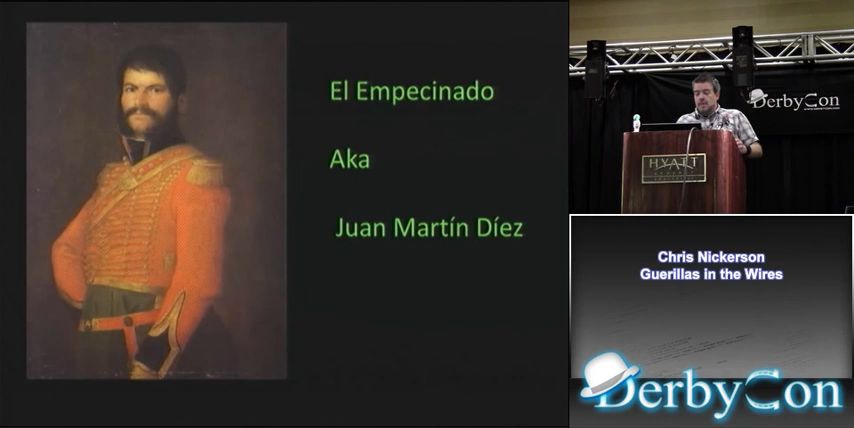 El Empecinado
Aka
Juan Martín Díez
DerbyCon
HYATT
Chris Nickerson
Guerillas in the Wires
DerbyCon